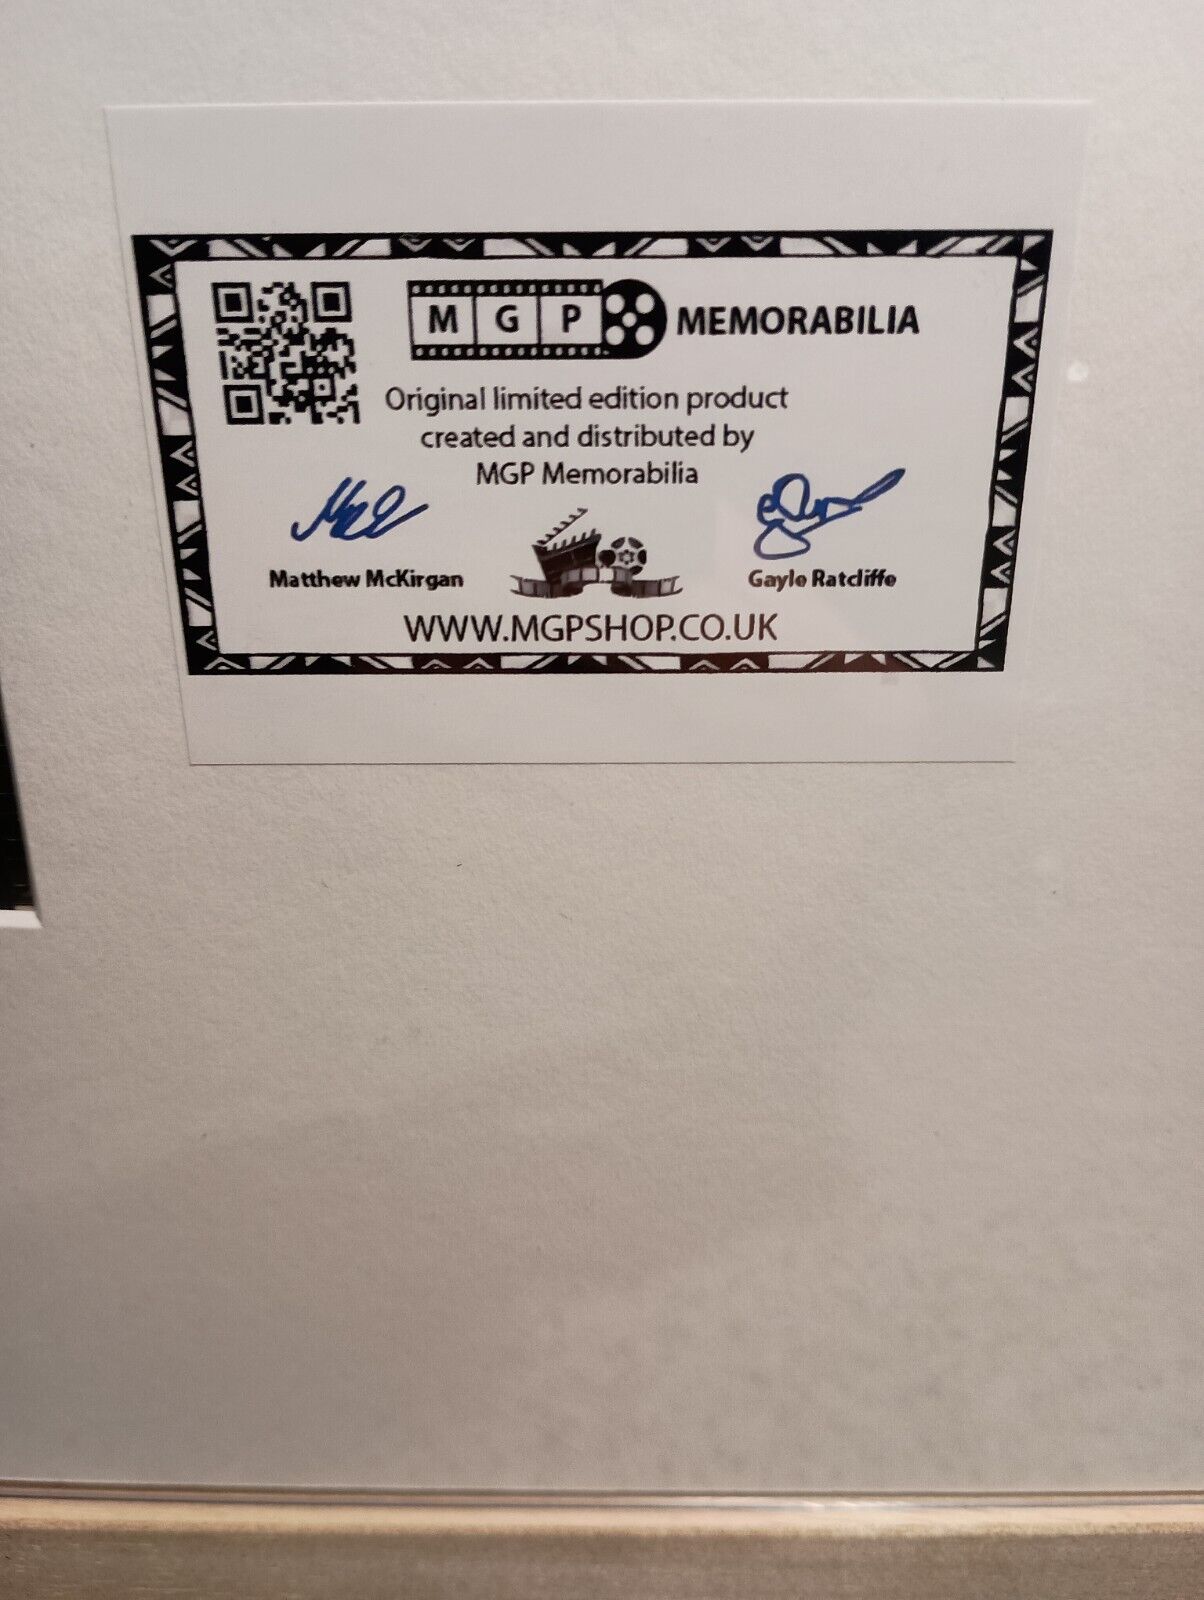 M G P MEMORABILIA
Original limited edition product
created and distributed by
MGP Memorabilia
Matthew McKirgan
Gayle Ratcliffe
WWW.MGPSHOP.CO.UK